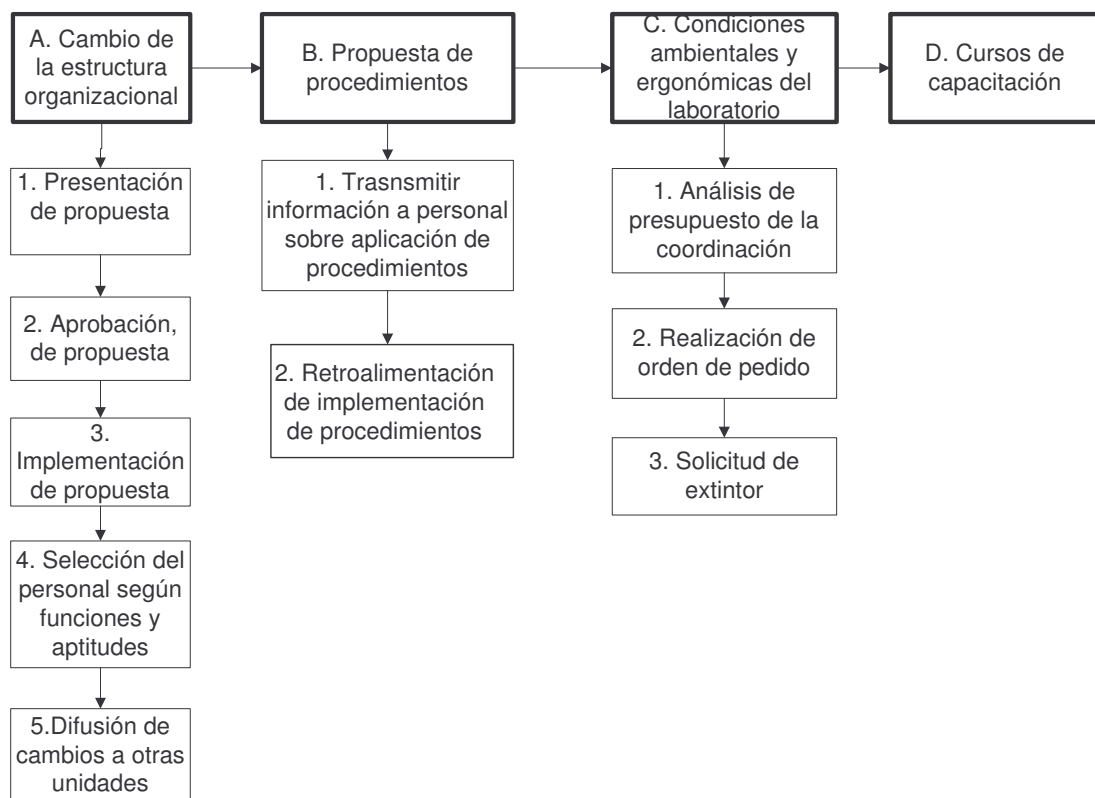 A. Cambio de
la estructura
organizacional
B. Propuesta de
procedimientos
C. Condiciones
ambientales y
ergonómicas del
laboratorio
D. Cursos de
capacitación
1. Presentación
de propuesta
2. Aprobación,
de propuesta
3.
Implementación
de propuesta
4. Selección del
personal según
funciones y
aptitudes
5.Difusión de
cambios a otras
unidades
1. Trasnsmitir
información a personal
sobre aplicación de
procedimientos
2. Retroalimentación
de implementación
de procedimientos
1. Análisis de
presupuesto de la
coordinación
2. Realización de
orden de pedido
3. Solicitud de
extintor